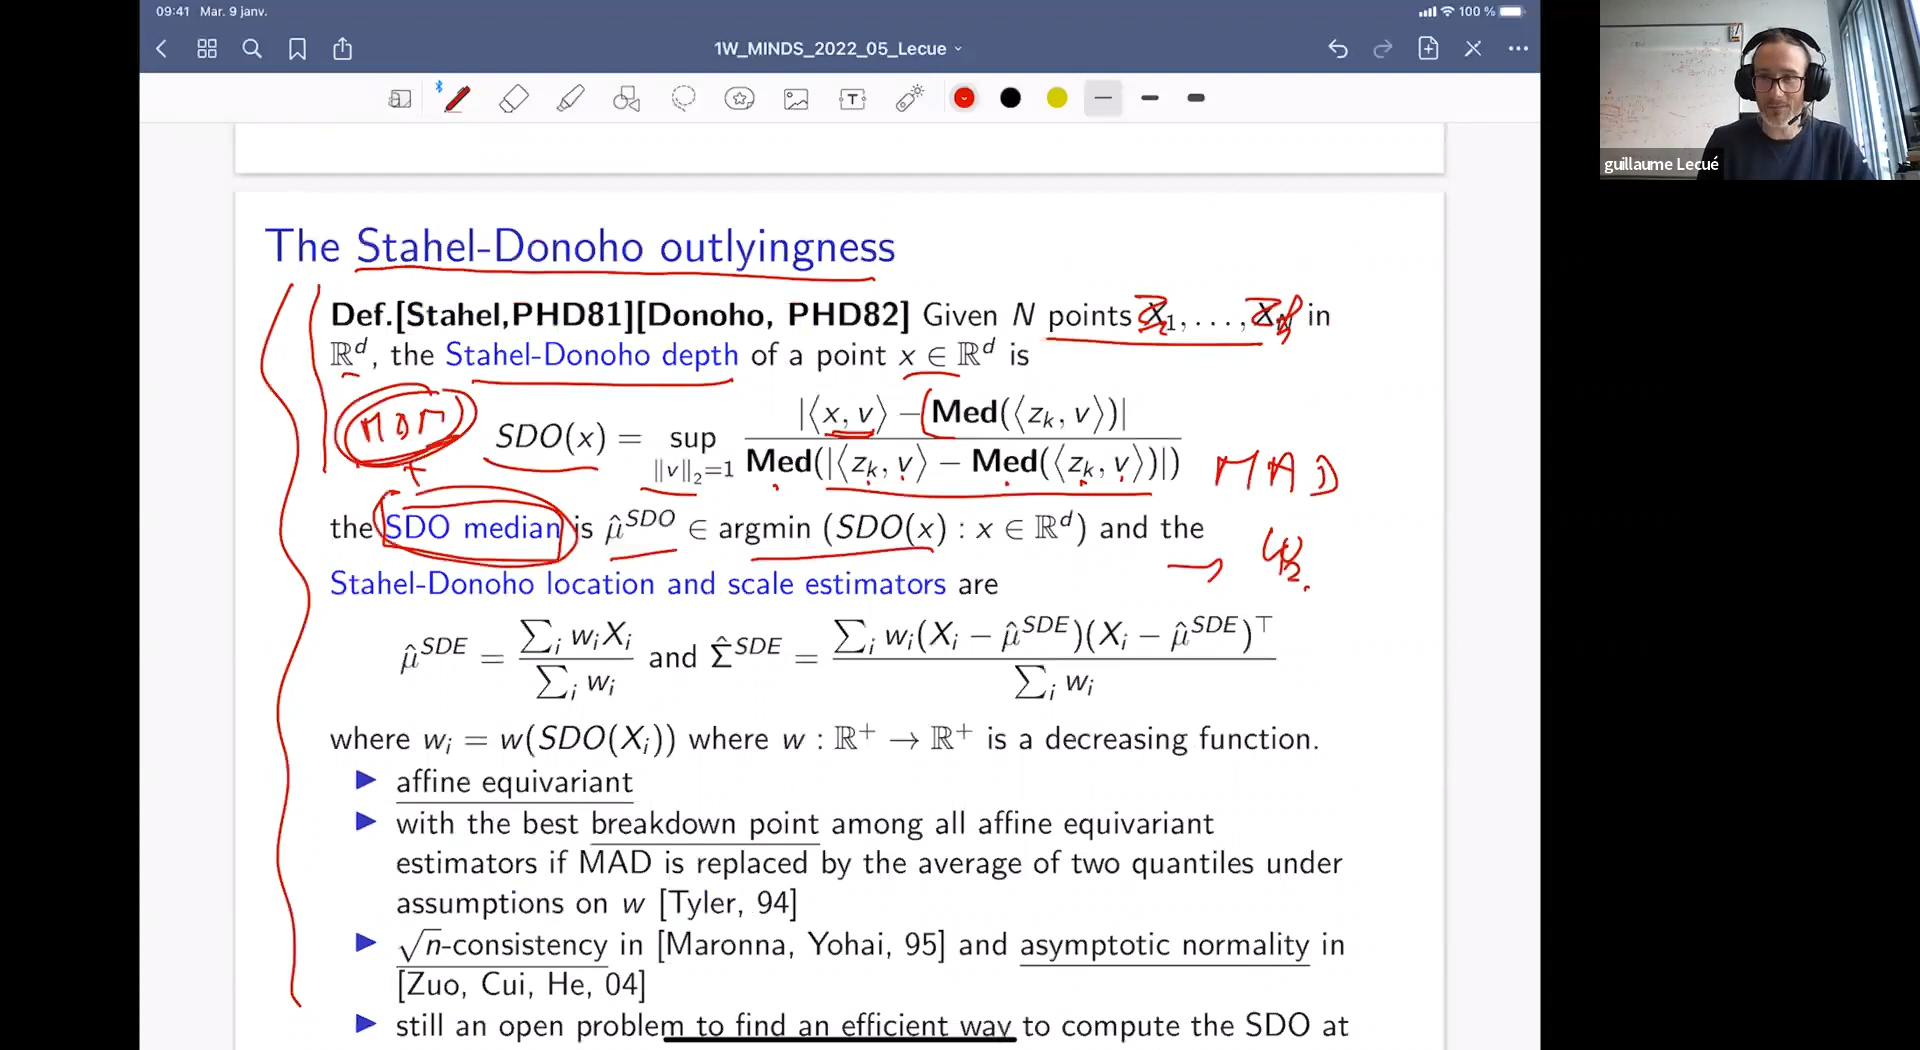 09:41 Mar. 9 janv.
100 %
1W_MINDS_2022_05_Lecue
T
guillaume Lecué
The Stahel-Donoho outlyingness
Def.[Stahel,PHD81][Donoho, PHD82] Given N points X₁, . . . , X_N in
ℝᵈ, the Stahel-Donoho depth of a point x ∈ ℝᵈ is
MOM
SDO(x) = sup_{‖v‖₂=1} |⟨x, v⟩ − Med(⟨z_k, v⟩)| / Med(|⟨z_k, v⟩ − Med(⟨z_k, v⟩)|)
MAD
the SDO median is μ̂^{SDO} ∈ argmin (SDO(x) : x ∈ ℝᵈ) and the
Stahel-Donoho location and scale estimators are
μ̂^{SDE} = ∑ᵢ wᵢXᵢ / ∑ᵢ wᵢ and Σ̂^{SDE} = ∑ᵢ wᵢ(Xᵢ − μ̂^{SDE})(Xᵢ − μ̂^{SDE})^⊤ / ∑ᵢ wᵢ
where wᵢ = w(SDO(Xᵢ)) where w : ℝ⁺ → ℝ⁺ is a decreasing function.
▶ affine equivariant
▶ with the best breakdown point among all affine equivariant
estimators if MAD is replaced by the average of two quantiles under
assumptions on w [Tyler, 94]
▶ √n-consistency in [Maronna, Yohai, 95] and asymptotic normality in
[Zuo, Cui, He, 04]
▶ still an open problem to find an efficient way to compute the SDO at